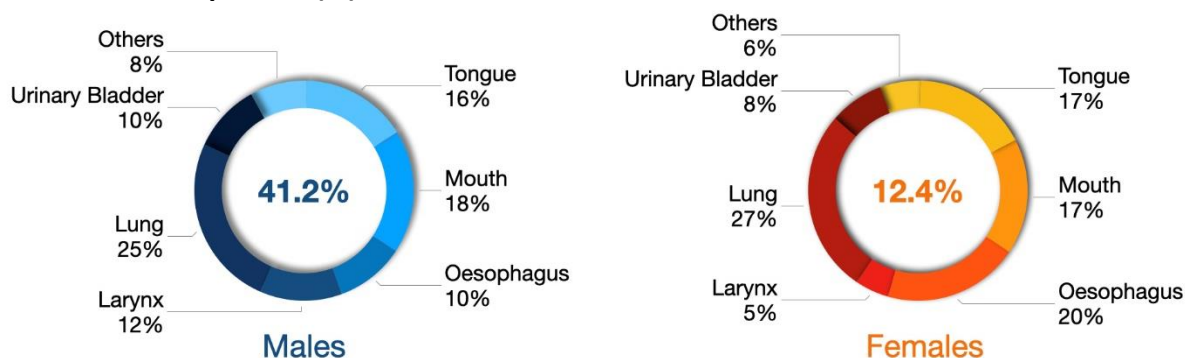 Others
8%
Urinary Bladder
10%
Lung
25%
Larynx
12%
Tongue
16%
Mouth
18%
Oesophagus
10%
41.2%
Males
Others
6%
Urinary Bladder
8%
Lung
27%
Larynx
5%
Tongue
17%
Mouth
17%
Oesophagus
20%
12.4%
Females